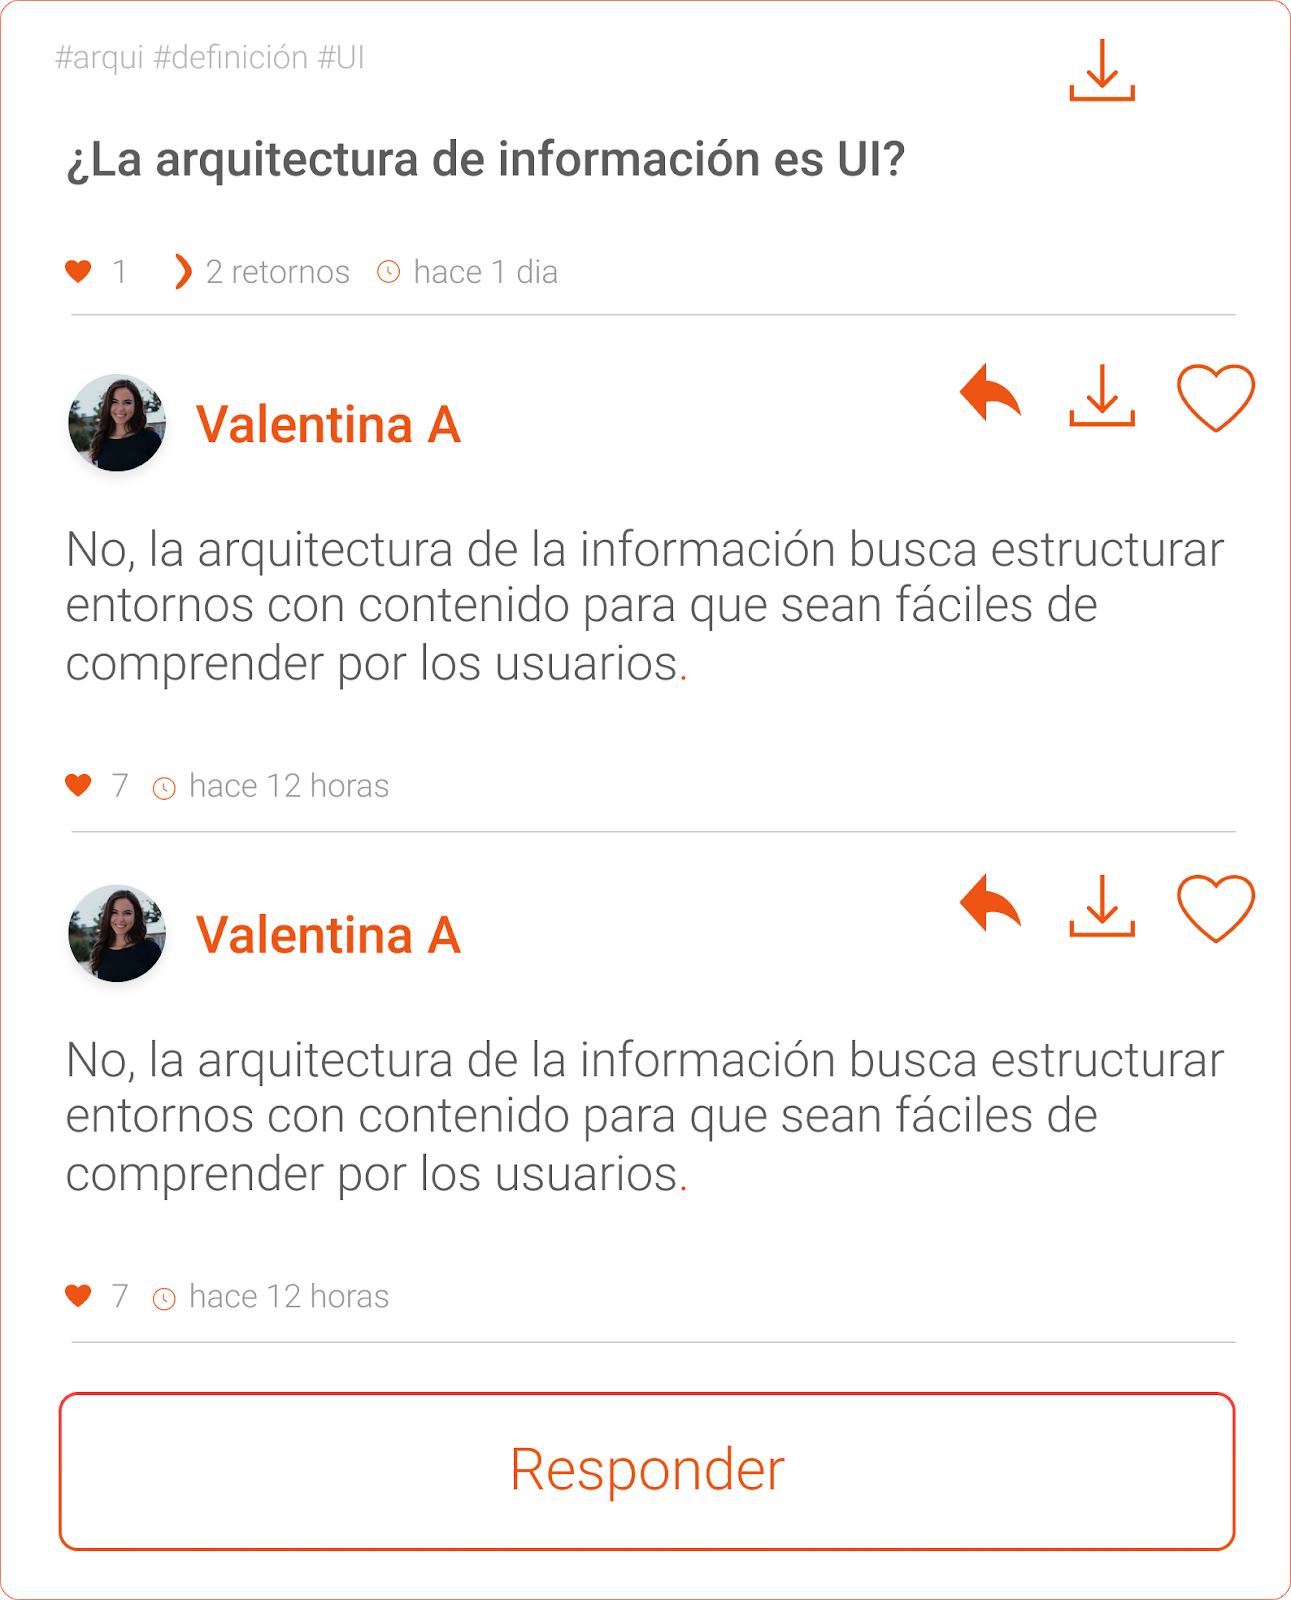 #arqui #definición #UI
¿La arquitectura de información es UI?
1 2 retornos hace 1 dia
Valentina A
No, la arquitectura de la información busca estructurar
entornos con contenido para que sean fáciles de
comprender por los usuarios.
7 hace 12 horas
Valentina A
No, la arquitectura de la información busca estructurar
entornos con contenido para que sean fáciles de
comprender por los usuarios.
7 hace 12 horas
Responder